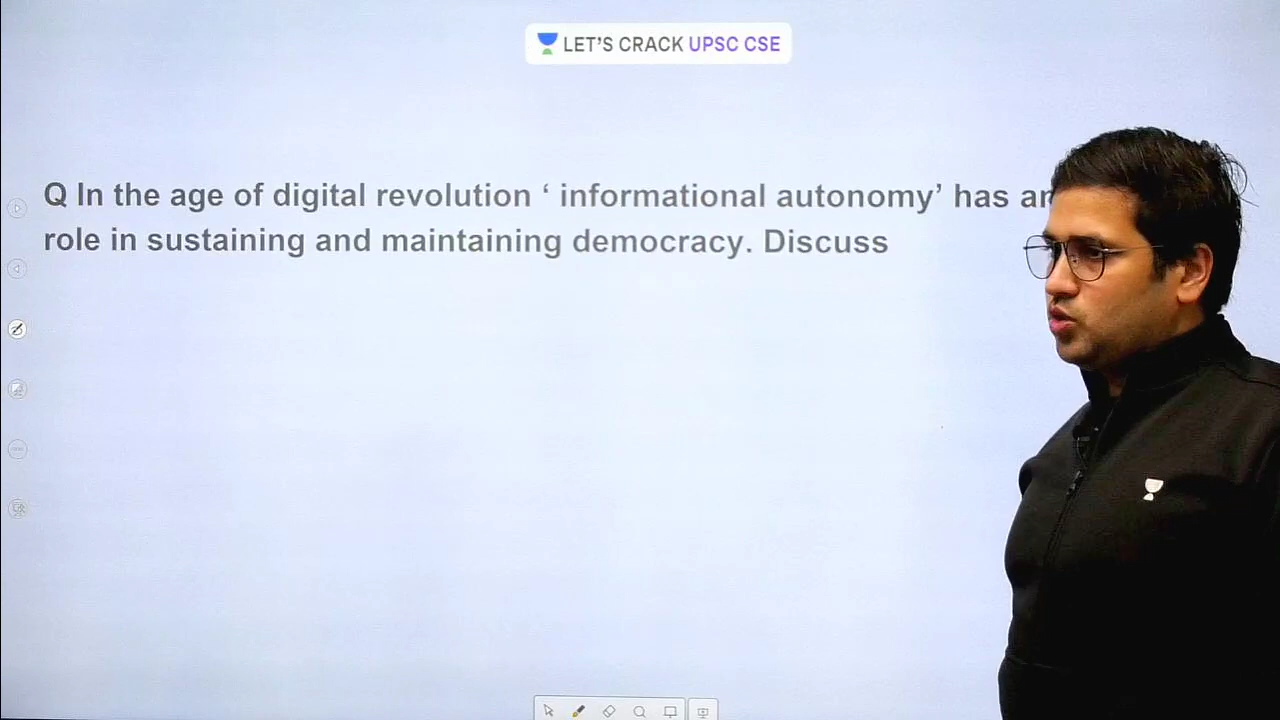 LET'S CRACK UPSC CSE
Q In the age of digital revolution ‘ informational autonomy’ has
role in sustaining and maintaining democracy. Discuss